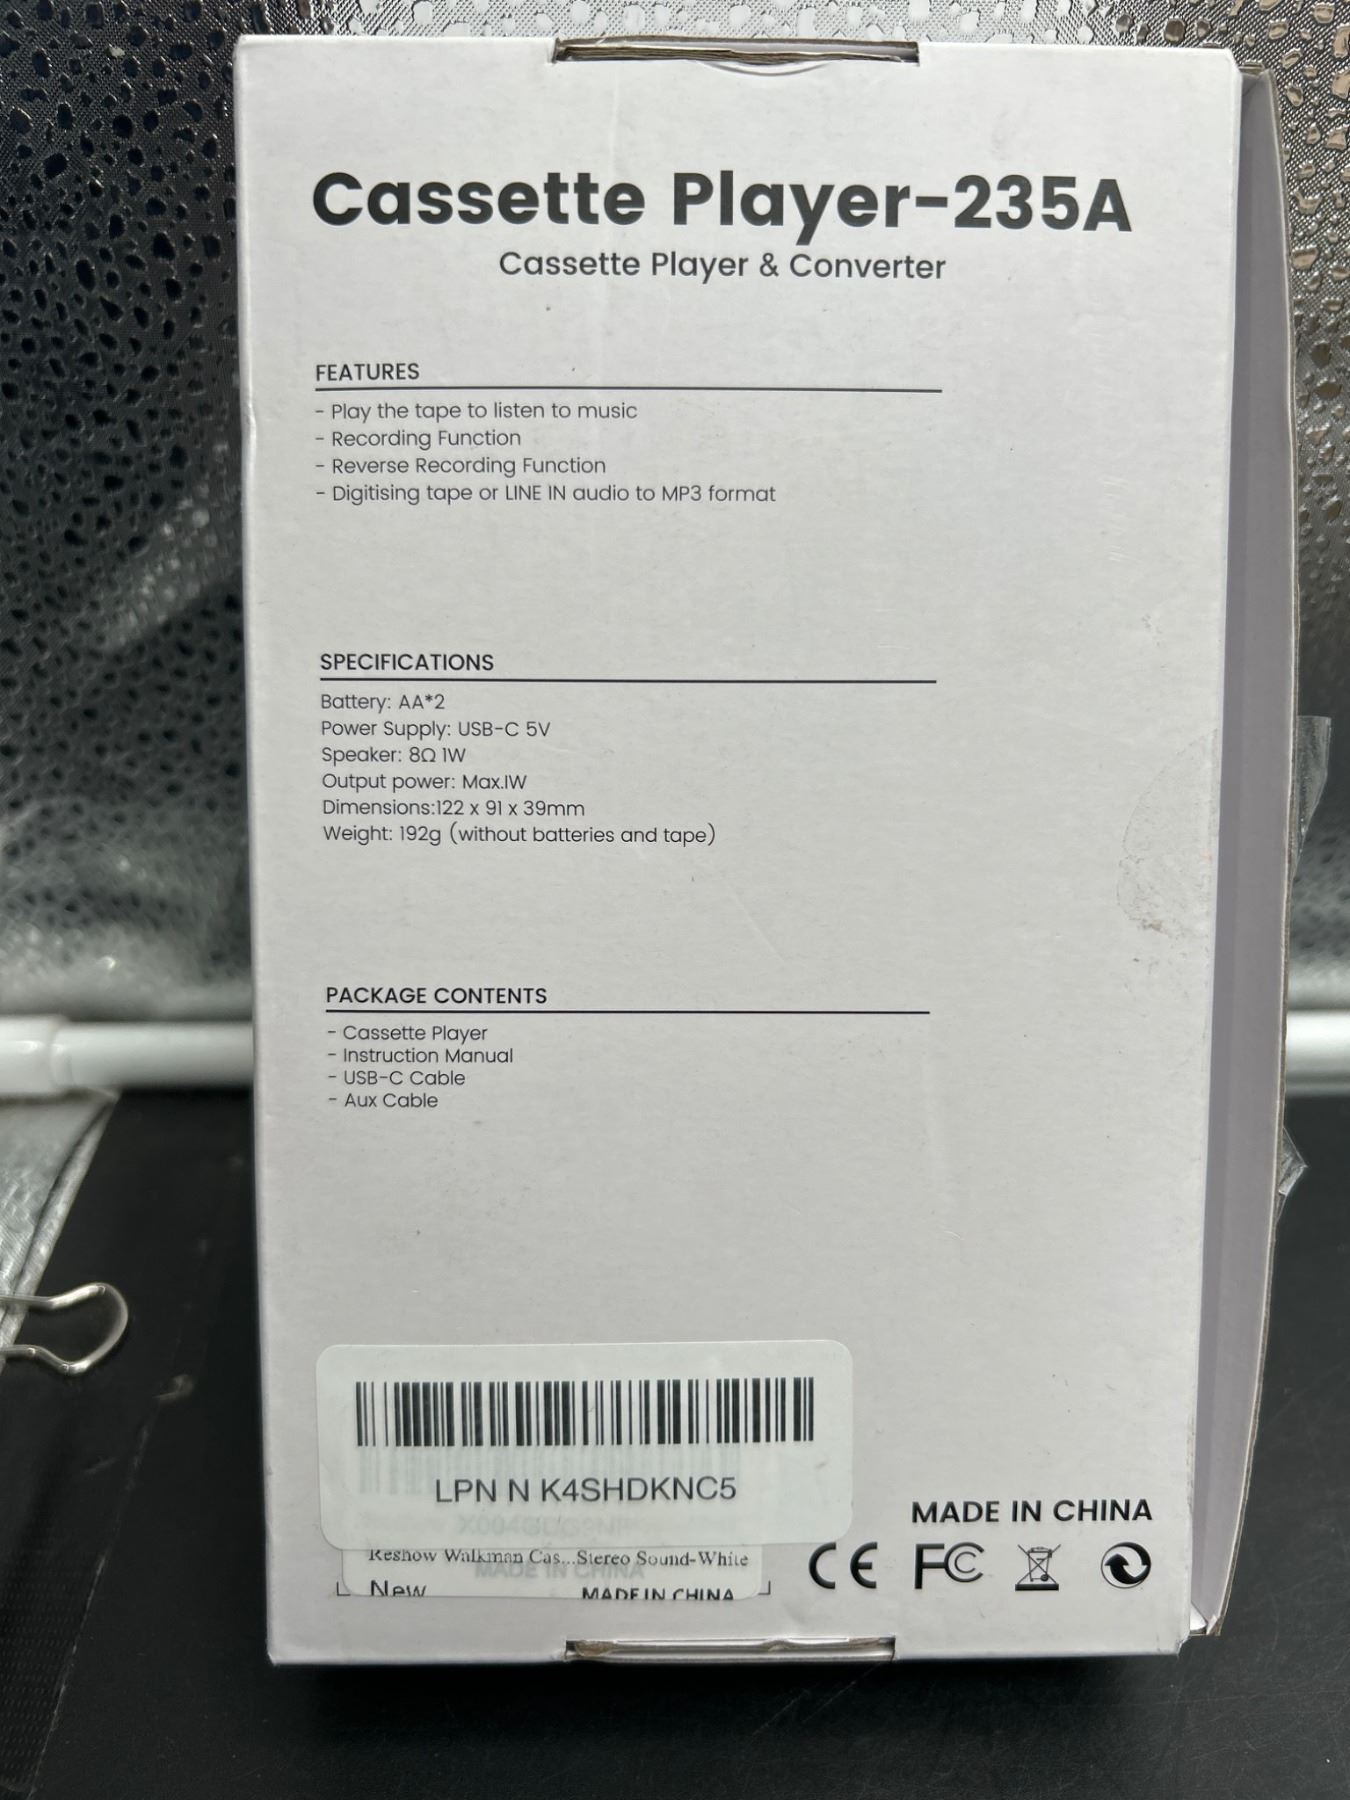 Cassette Player-235A
Cassette Player & Converter
FEATURES
- Play the tape to listen to music
- Recording Function
- Reverse Recording Function
- Digitising tape or LINE IN audio to MP3 format
SPECIFICATIONS
Battery: AA*2
Power Supply: USB-C 5V
Speaker: 8Ω 1W
Output power: Max.1W
Dimensions:122 x 91 x 39mm
Weight: 192g (without batteries and tape)
PACKAGE CONTENTS
- Cassette Player
- Instruction Manual
- USB-C Cable
- Aux Cable
LPN N K4SHDKNC5
Reshow Walkman Cas...Stereo Sound-White
MADE IN CHINA
New MADE IN CHINA
MADE IN CHINA
CE FC